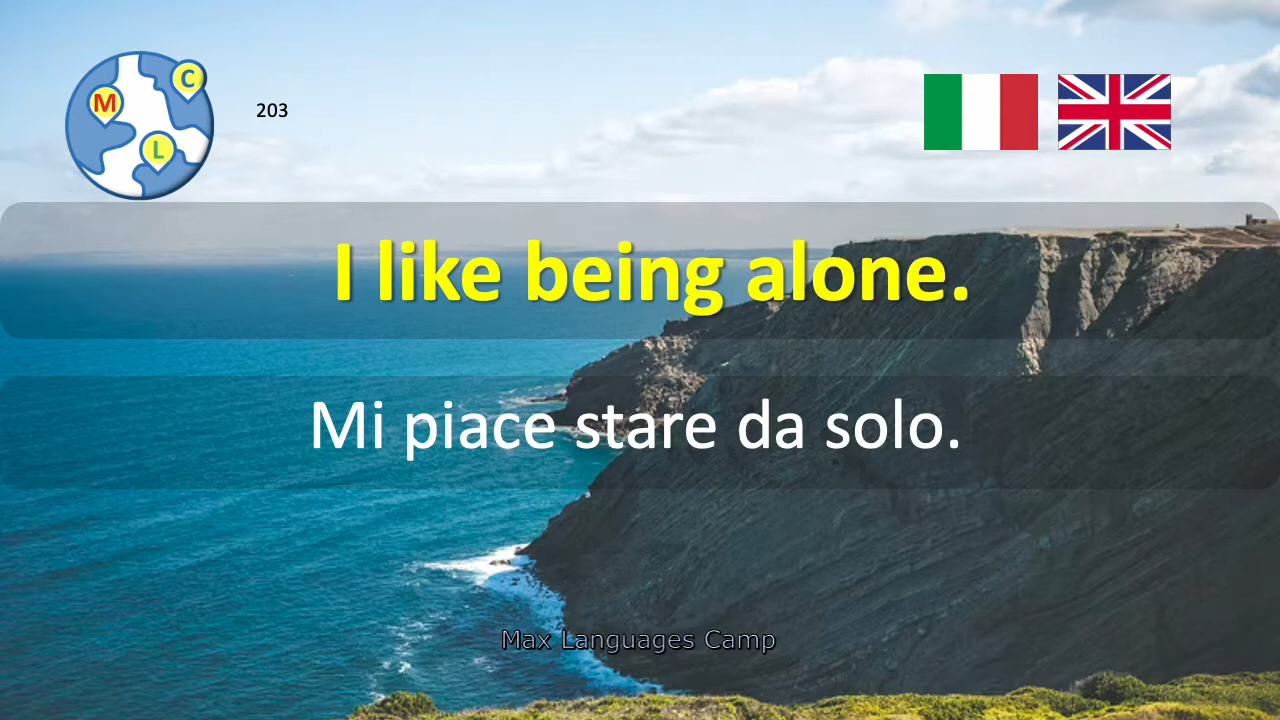 M
C
L
203
I like being alone.
Mi piace stare da solo.
Max Languages Camp